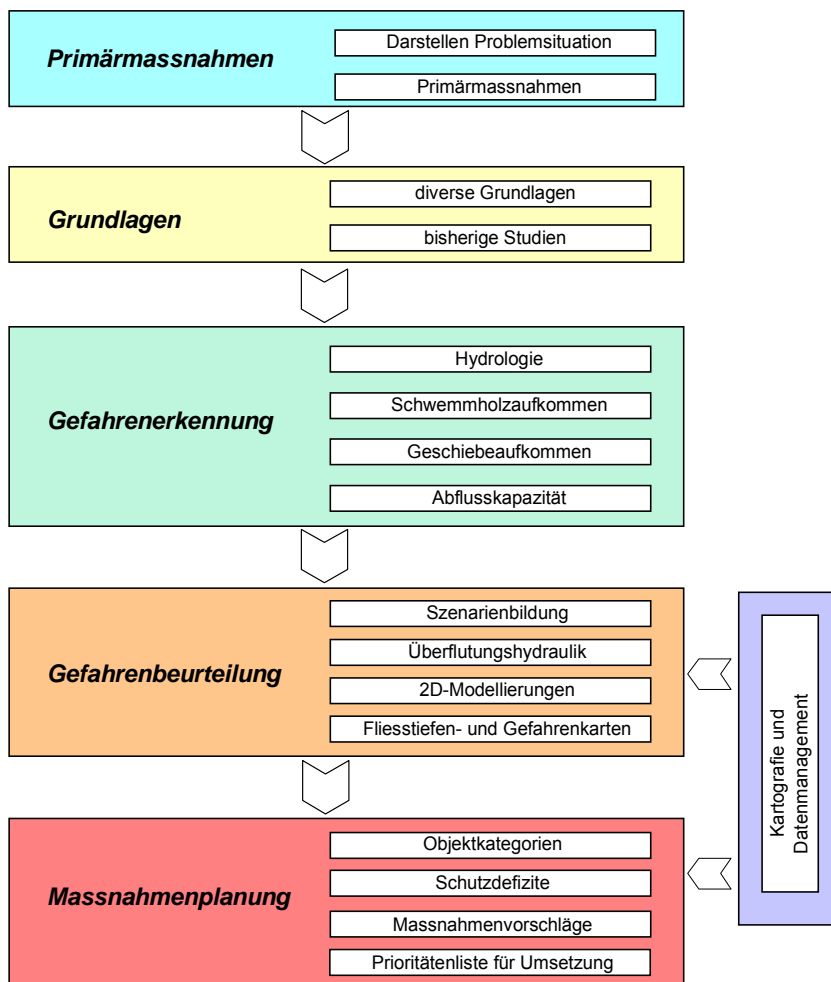 Primärmassnahmen
Darstellen Problemsituation
Primärmassnahmen
Grundlagen
diverse Grundlagen
bisherige Studien
Gefahrenerkennung
Hydrologie
Schwemmholzaufkommen
Geschiebeaufkommen
Abflusskapazität
Gefahrenbeurteilung
Szenarienbildung
Überflutungshydraulik
2D-Modellierungen
Fliesstiefen- und Gefahrenkarten
Massnahmenplanung
Objektkategorien
Schutzdefizite
Massnahmenvorschläge
Prioritätenliste für Umsetzung
Kartografie und
Datenmanagement